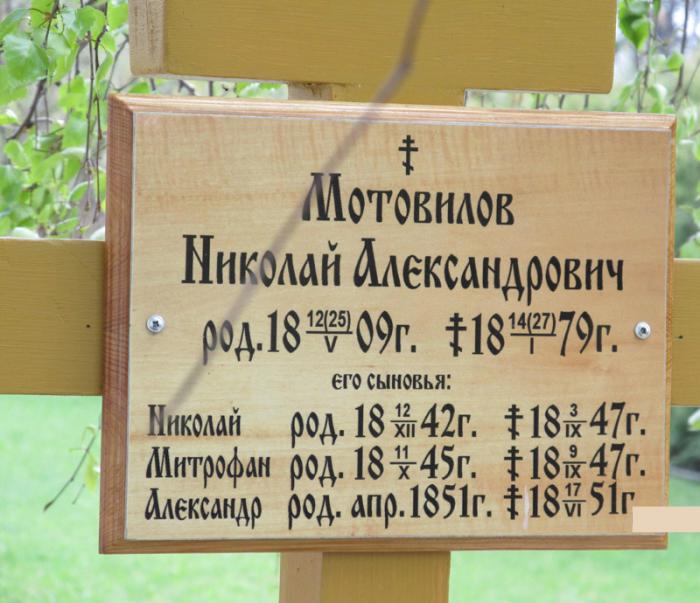 Мотовилов
Николай Александрович
род. 18 12(25)/V 09г. ☦18 14(27)/I 79г.
его сыновья:
Николай род. 18 12/XII 42г. ☦18 3/IX 47г.
Митрофан род. 18 11/X 45г. ☦18 9/IX 47г.
Александр род. апр. 1851г. ☦18 17/VI 51г